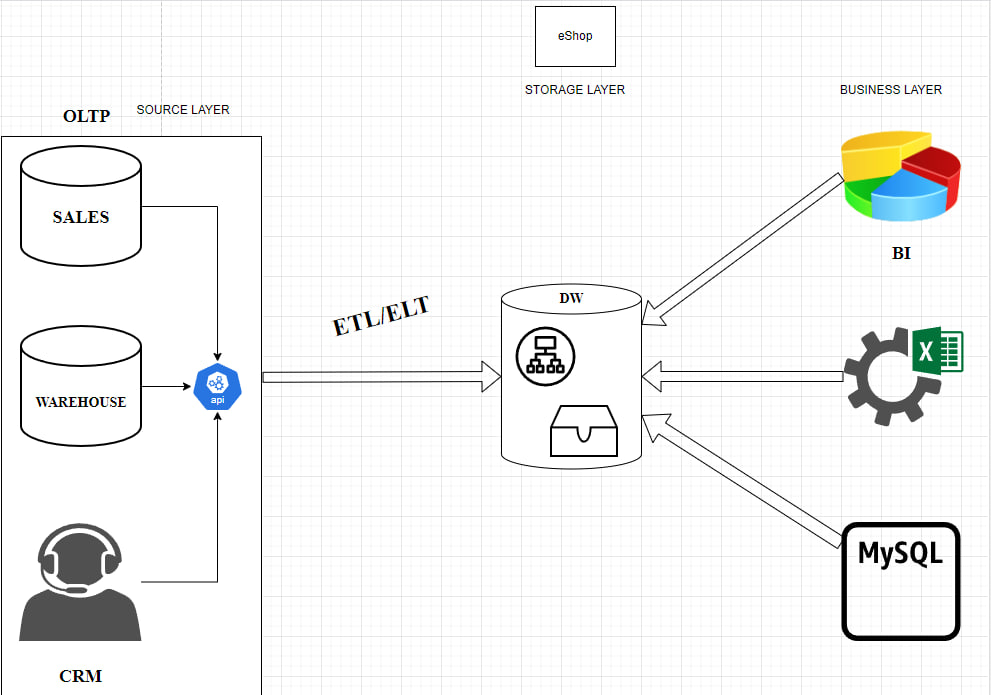 eShop
STORAGE LAYER
BUSINESS LAYER
OLTP
SOURCE LAYER
SALES
BI
DW
ETL/ELT
X
WAREHOUSE
api
MySQL
CRM